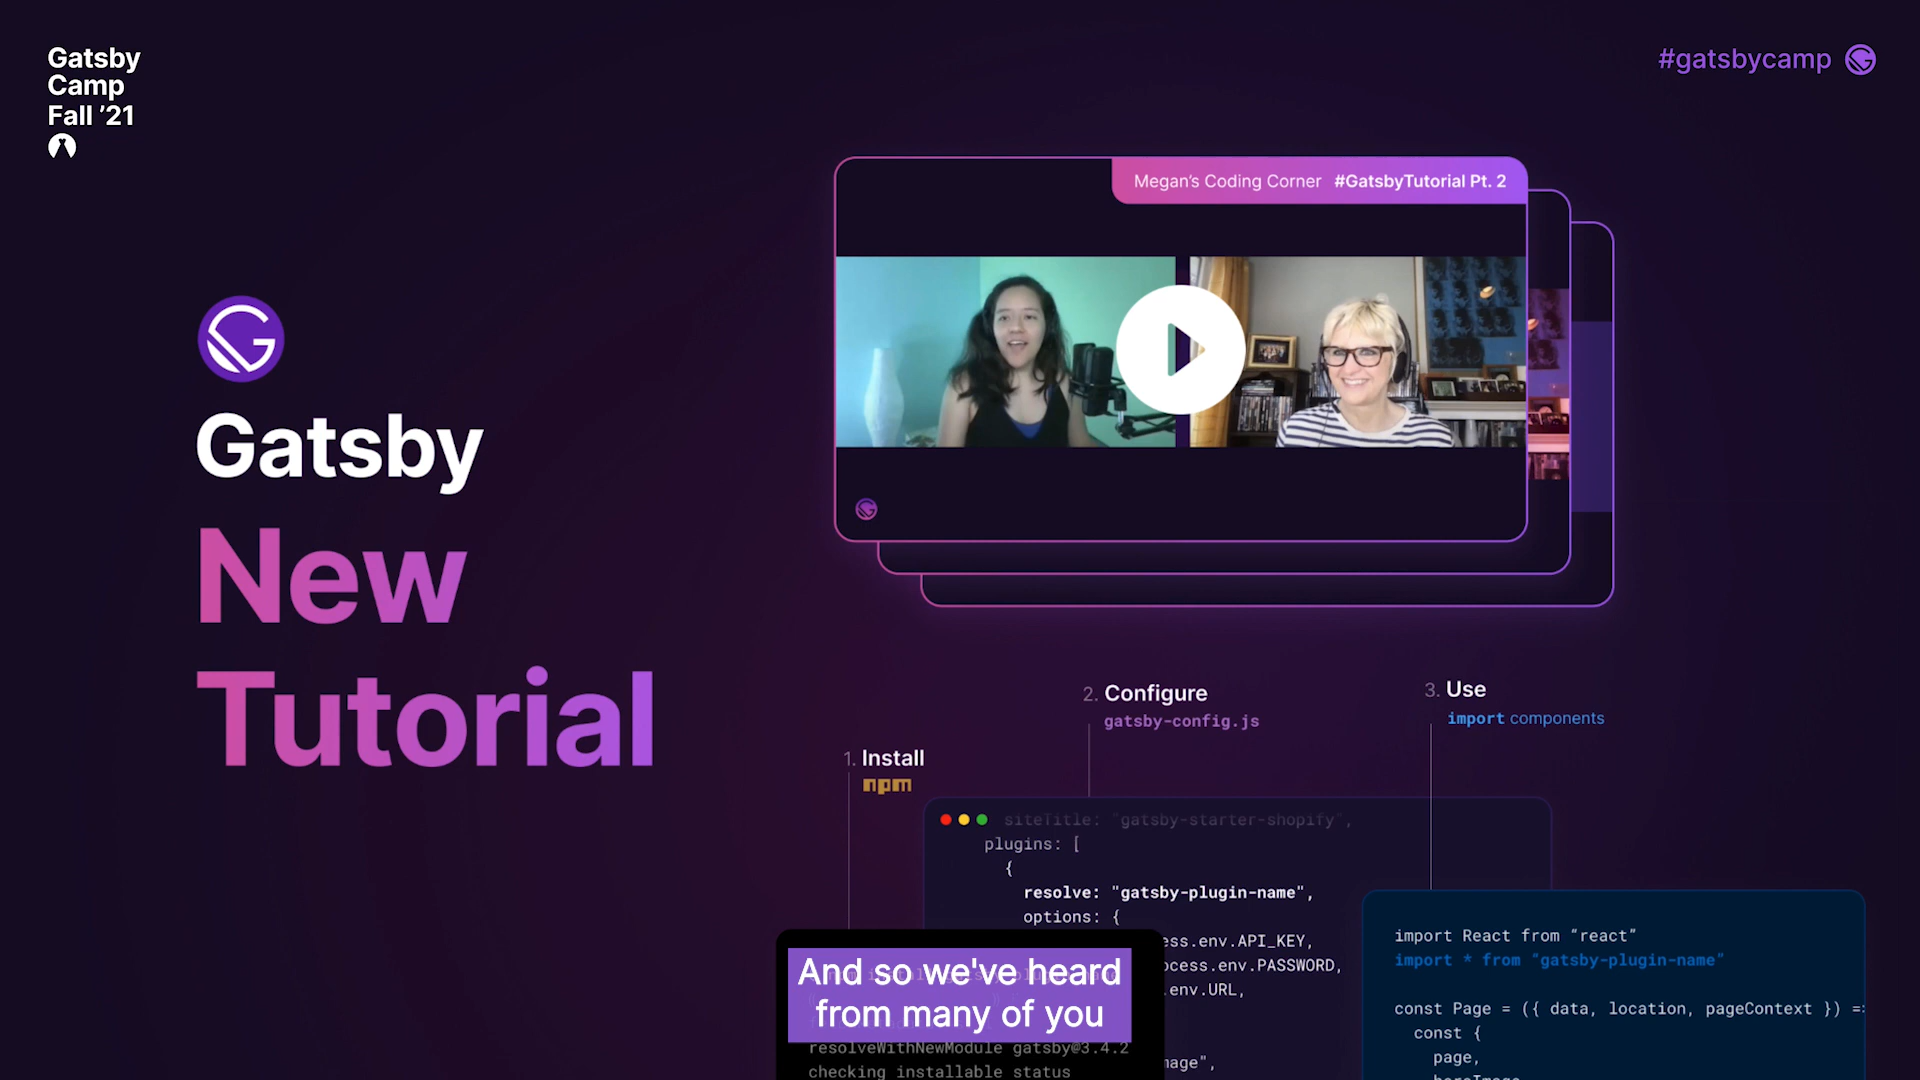 Gatsby
Camp
Fall ’21
#gatsbycamp
Megan’s Coding Corner #GatsbyTutorial Pt. 2
Gatsby
New
Tutorial
1. Install
npm
2. Configure
gatsby-config.js
3. Use
import components
siteTitle: "gatsby-starter-shopify",
plugins: [
{
resolve: "gatsby-plugin-name",
options: {
ess.env.API_KEY,
ocess.env.PASSWORD,
.env.URL,
mage",
And so we've heard
from many of you
resolveWithNewModule gatsby@3.4.2
checking installable status
import React from “react”
import * from “gatsby-plugin-name”
const Page = ({ data, location, pageContext }) =>
const {
page,
heroImage